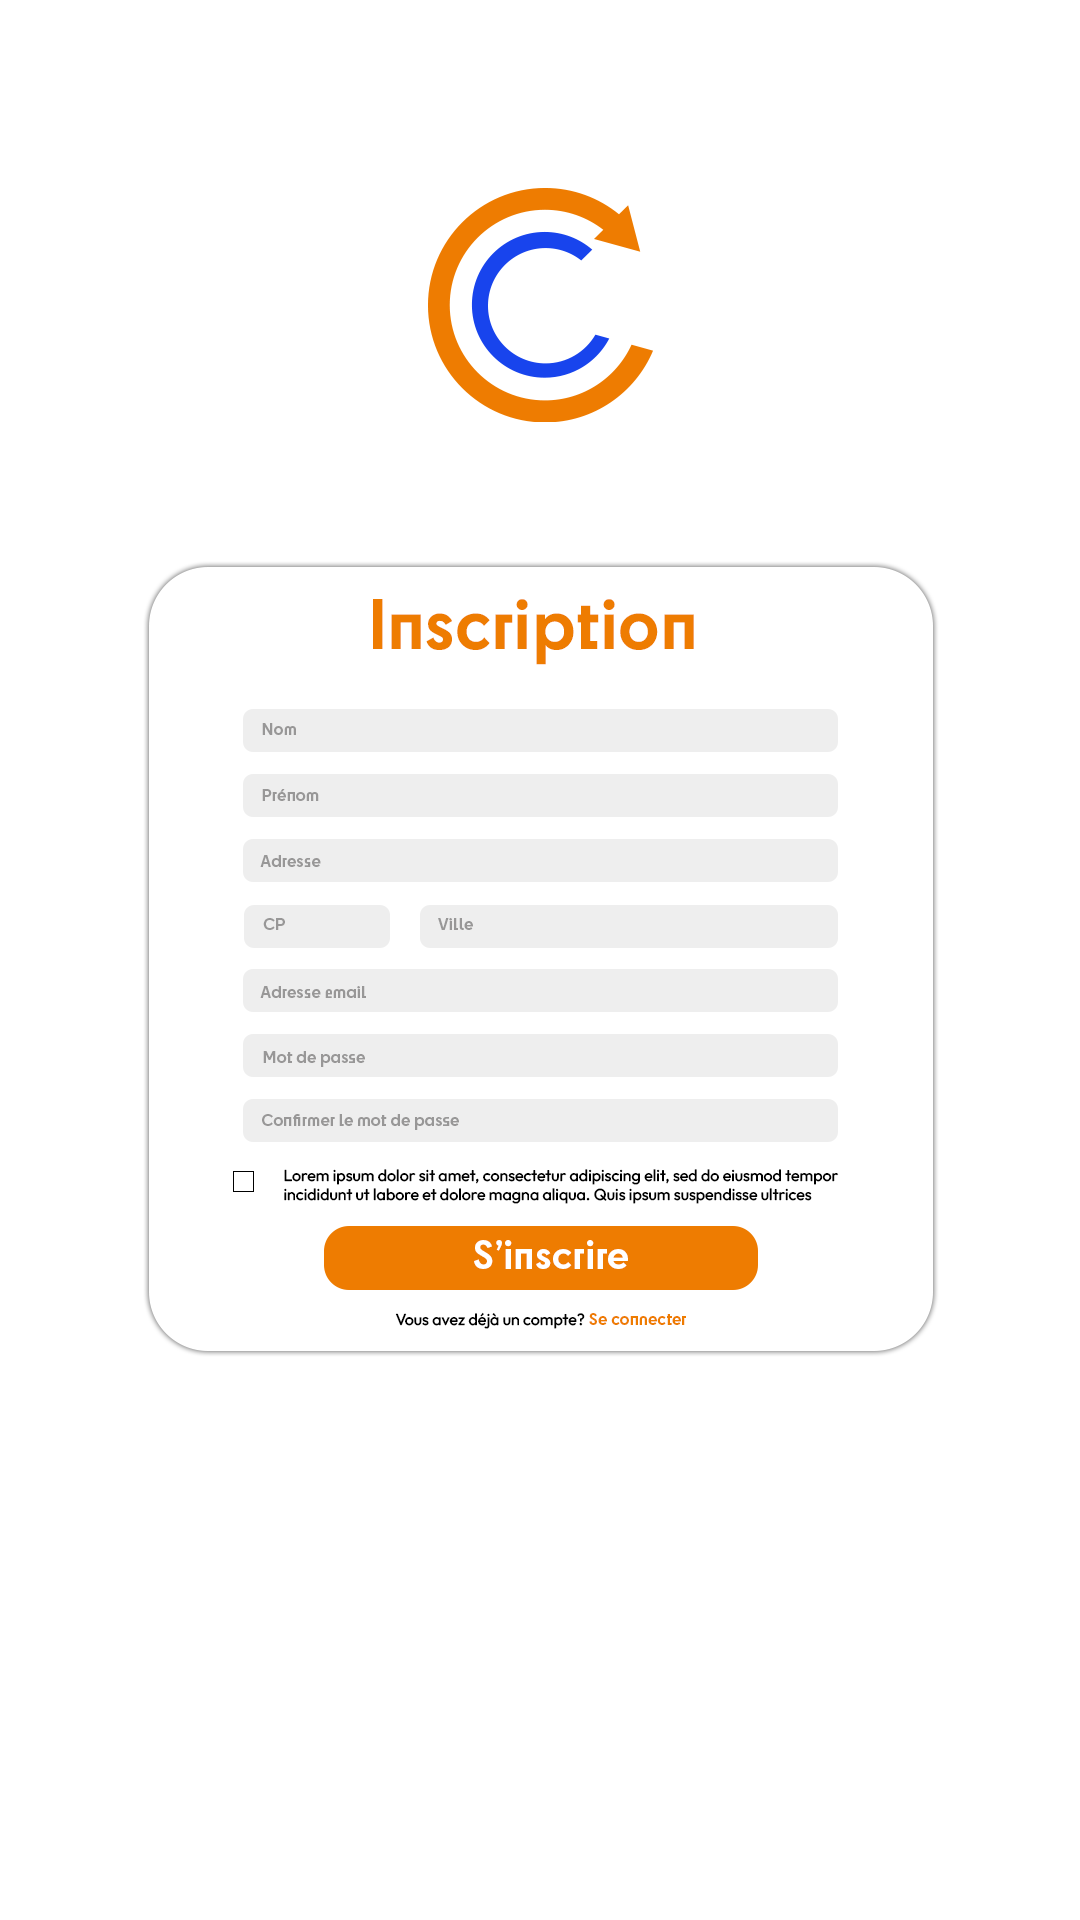 Inscription
Nom
Prénom
Adresse
CP
Ville
Adresse email
Mot de passe
Confirmer le mot de passe
Lorem ipsum dolor sit amet, consectetur adipiscing elit, sed do eiusmod tempor
incididunt ut labore et dolore magna aliqua. Quis ipsum suspendisse ultrices
S’inscrire
Vous avez déjà un compte? Se connecter